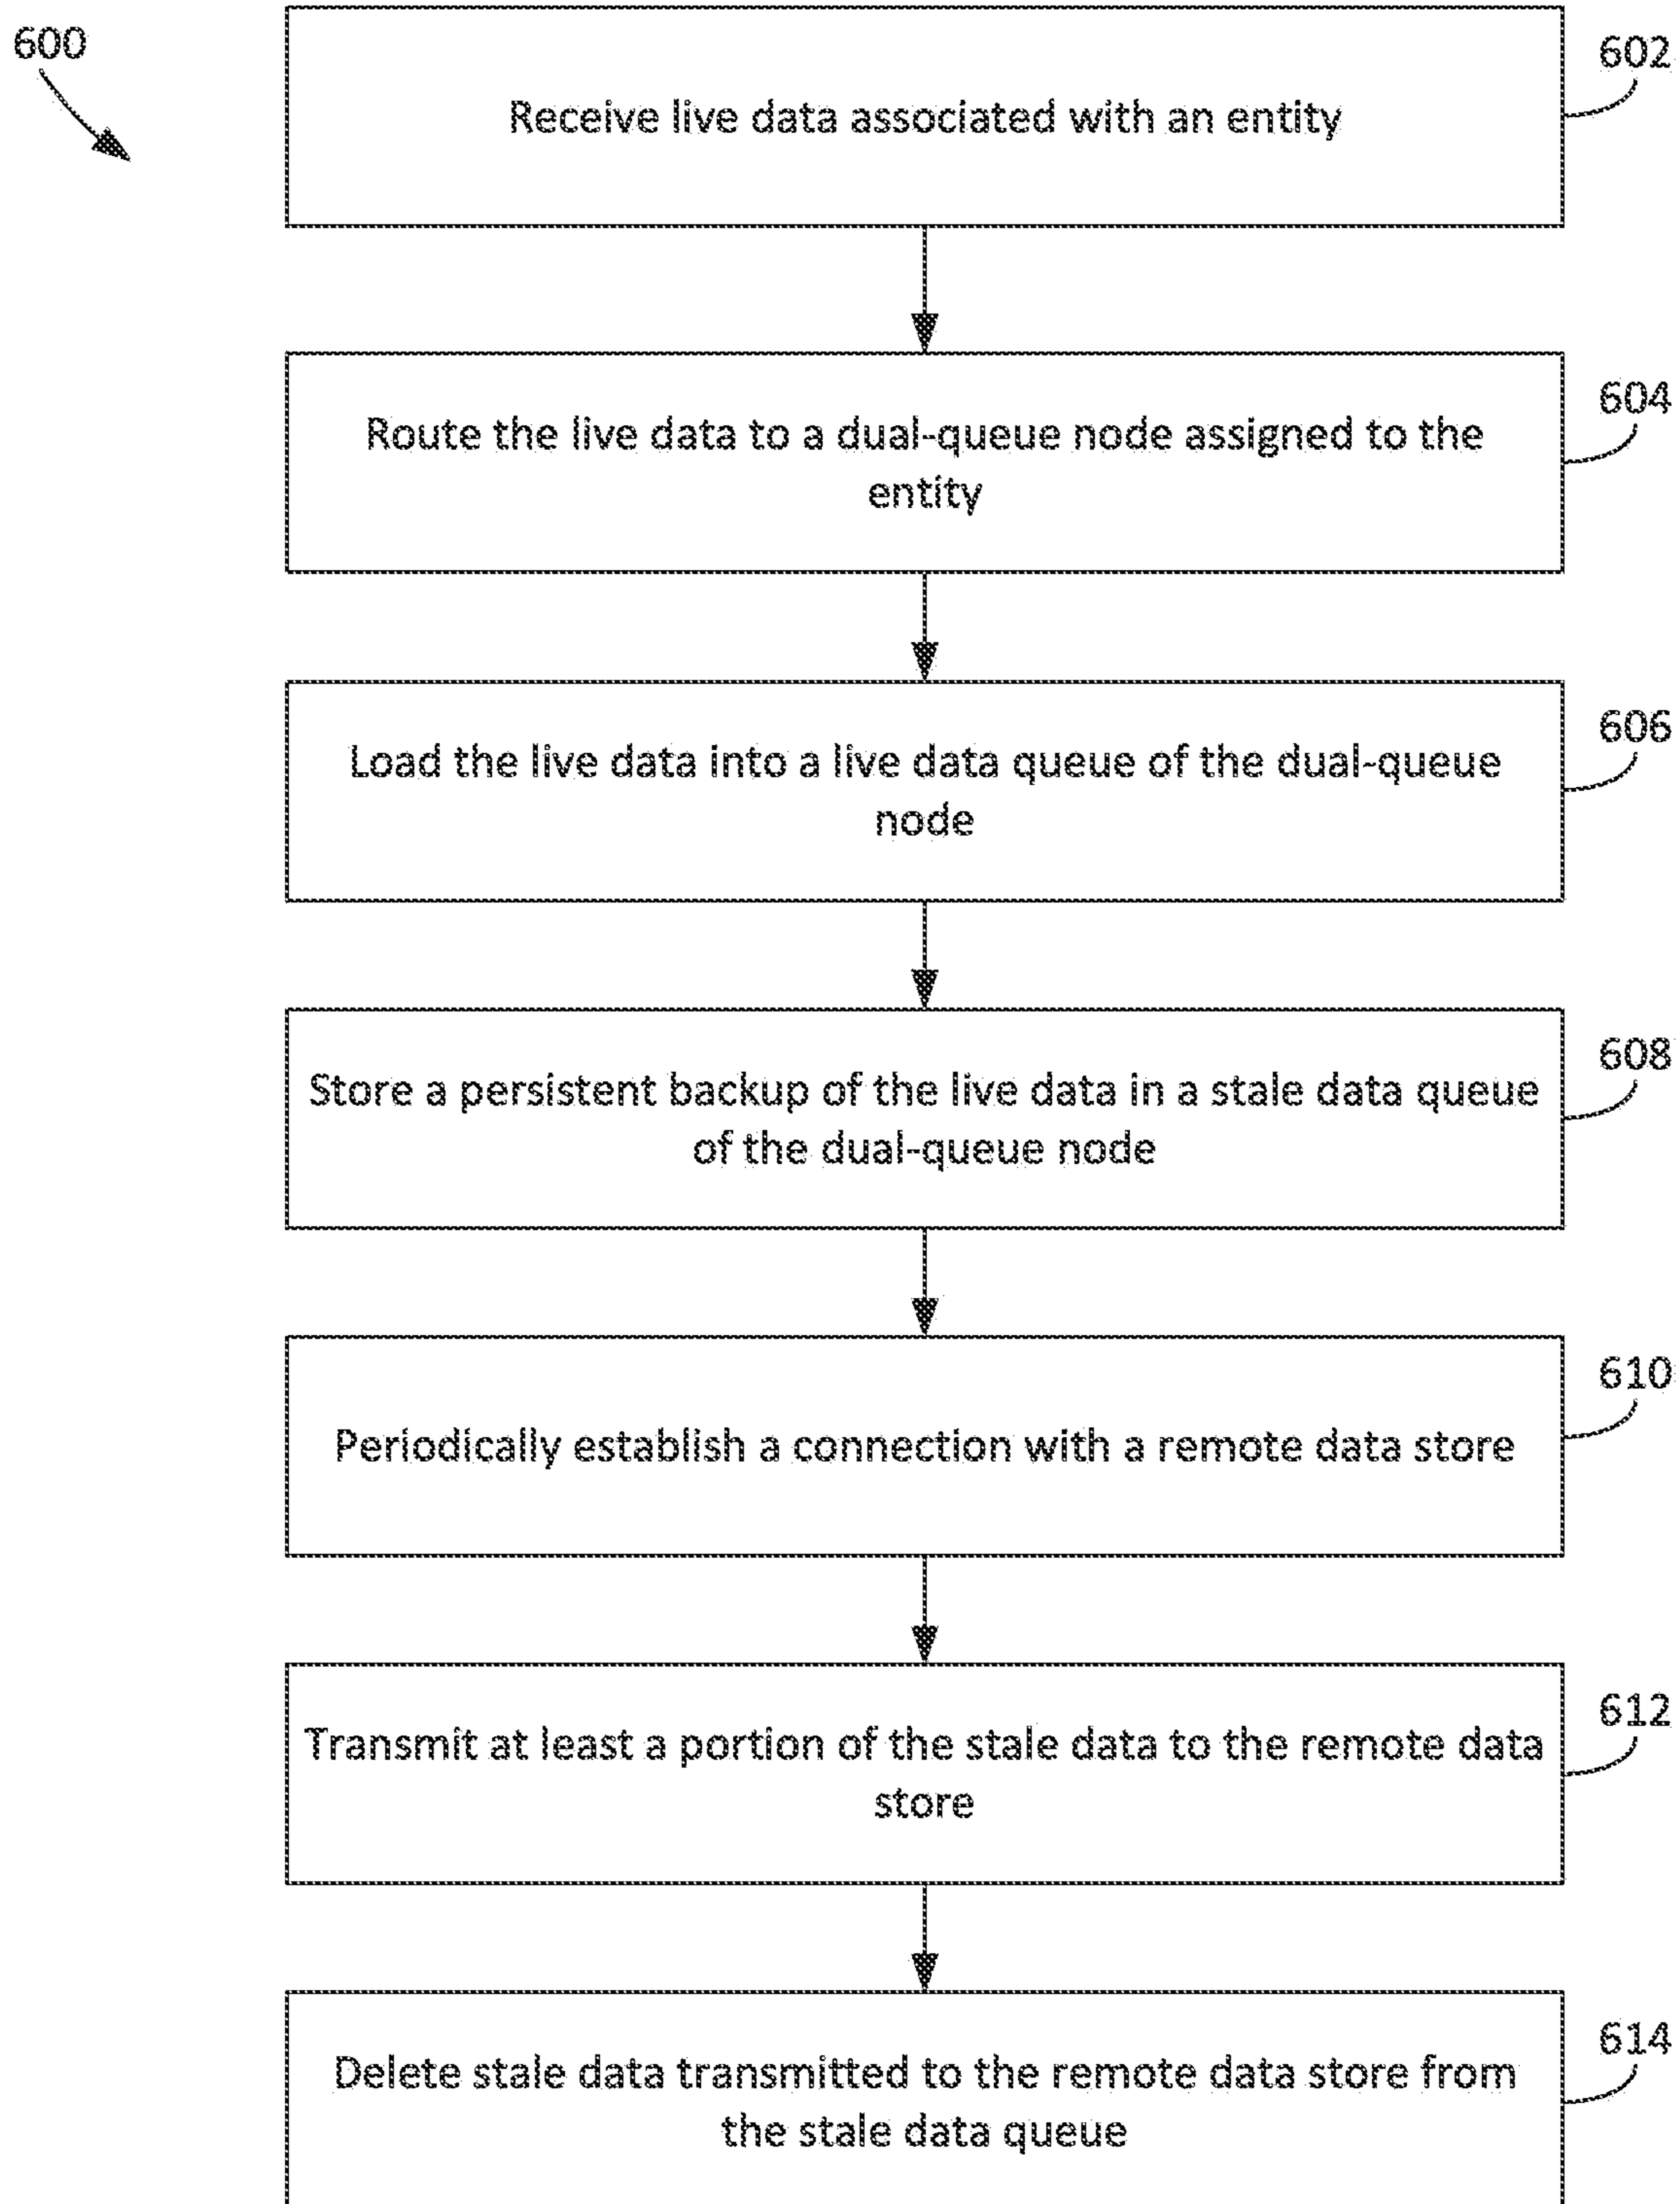 600
602
Receive live data associated with an entity
604
Route the live data to a dual-queue node assigned to the
entity
606
Load the live data into a live data queue of the dual-queue
node
608
Store a persistent backup of the live data in a stale data queue
of the dual-queue node
610
Periodically establish a connection with a remote data store
612
Transmit at least a portion of the stale data to the remote data
store
614
Delete stale data transmitted to the remote data store from
the stale data queue